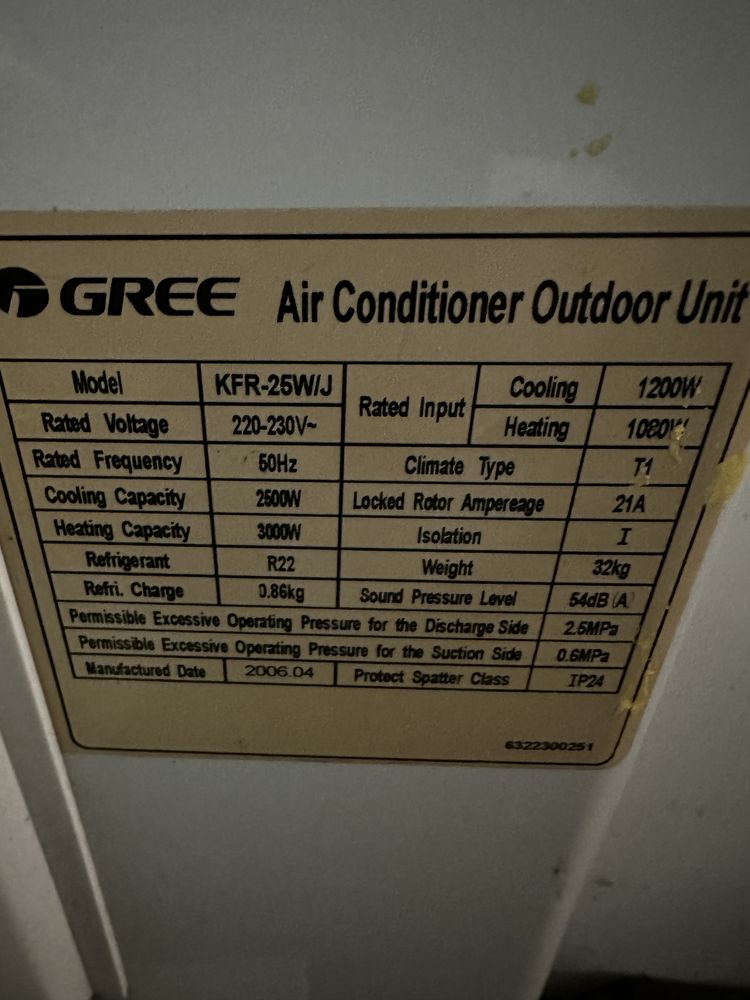 GREE Air Conditioner Outdoor Unit
Model KFR-25W/J Rated Input Cooling 1200W
Rated Voltage 220-230V~ Heating 1080W
Rated Frequency 50Hz Climate Type T1
Cooling Capacity 2500W Locked Rotor Ampereage 21A
Heating Capacity 3000W Isolation I
Refrigerant R22 Weight 32kg
Refri. Charge 0.86kg Sound Pressure Level 54dB (A)
Permissible Excessive Operating Pressure for the Discharge Side 2.5MPa
Permissible Excessive Operating Pressure for the Suction Side 0.6MPa
Manufactured Date 2006.04 Protect Spatter Class IP24
6322300251